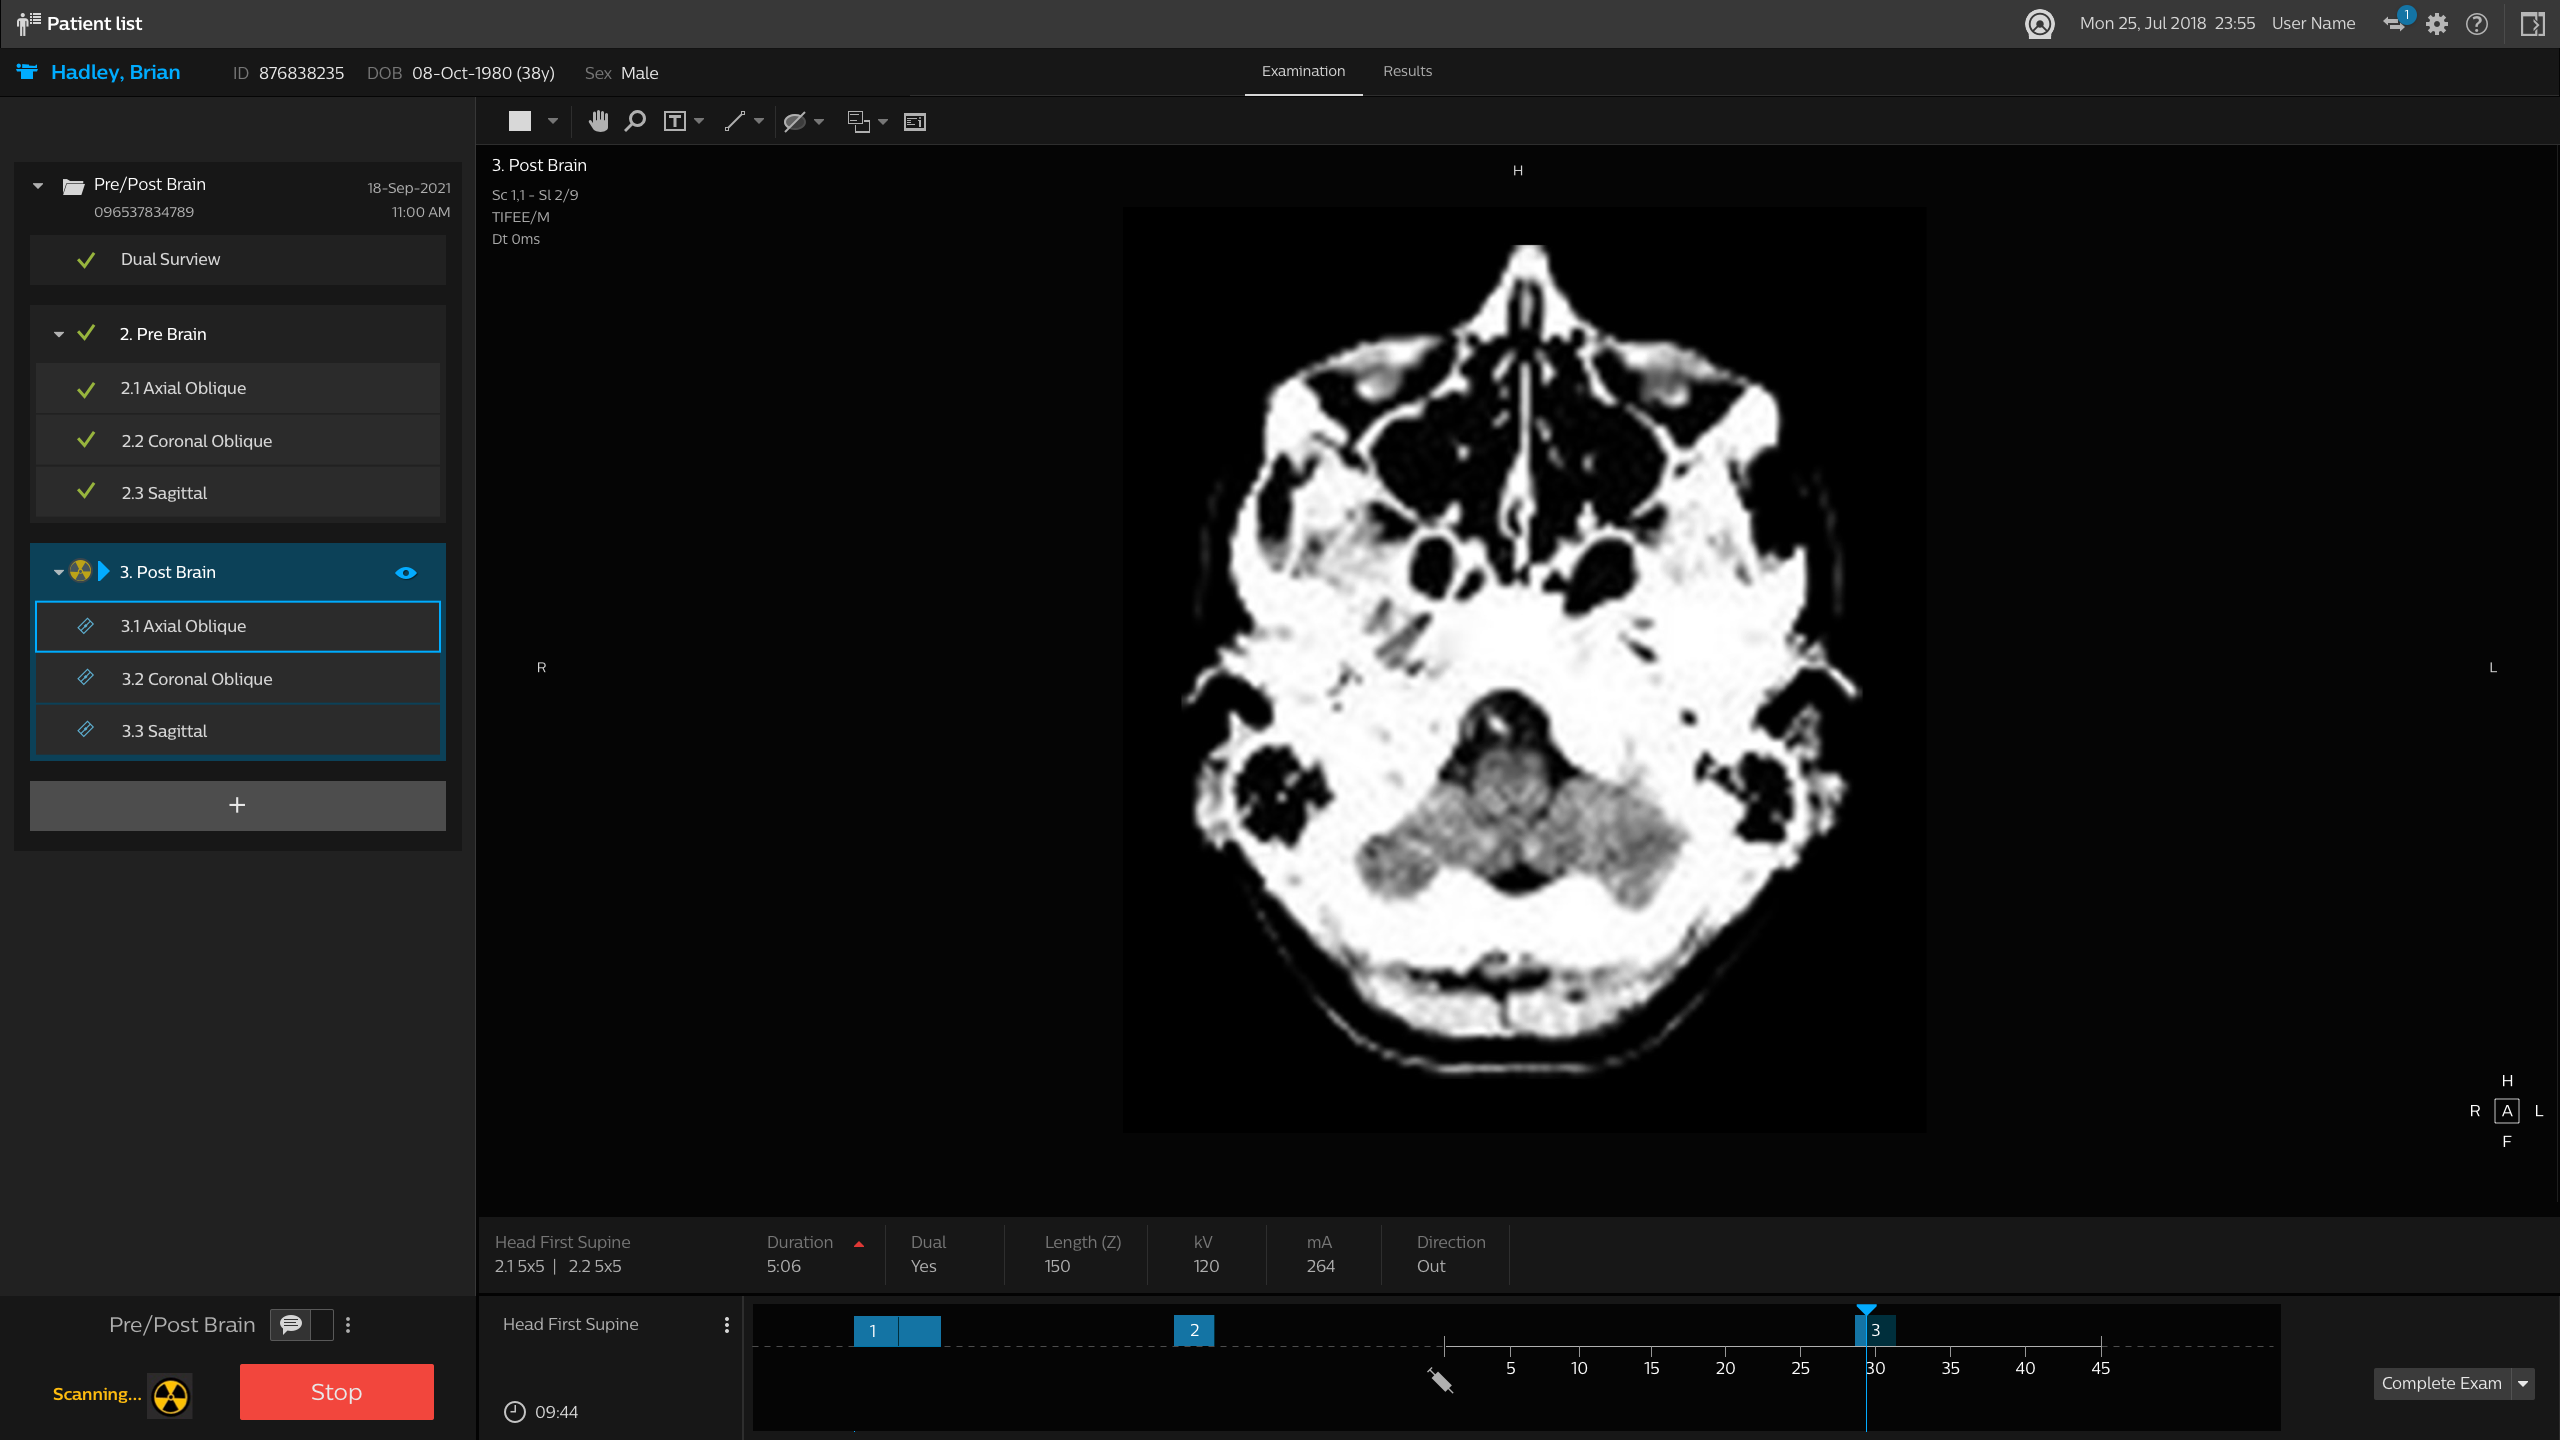 Patient list
Mon 25, Jul 2018 23:55 User Name 1
Hadley, Brian ID 876838235 DOB 08-Oct-1980 (38y) Sex Male
Examination Results
T
Pre/Post Brain 18-Sep-2021
096537834789 11:00 AM
Dual Surview
2. Pre Brain
2.1 Axial Oblique
2.2 Coronal Oblique
2.3 Sagittal
3. Post Brain
3.1 Axial Oblique
3.2 Coronal Oblique
3.3 Sagittal
+
3. Post Brain
Sc 1,1 - Sl 2/9
TIFEE/M
Dt 0ms
H
R
L
H
R A L
F
Head First Supine Duration Dual Length (Z) kV mA Direction
2.1 5x5 | 2.2 5x5 5:06 Yes 150 120 264 Out
Pre/Post Brain
Scanning... Stop
Head First Supine
09:44
1 2 3
5 10 15 20 25 30 35 40 45
Complete Exam